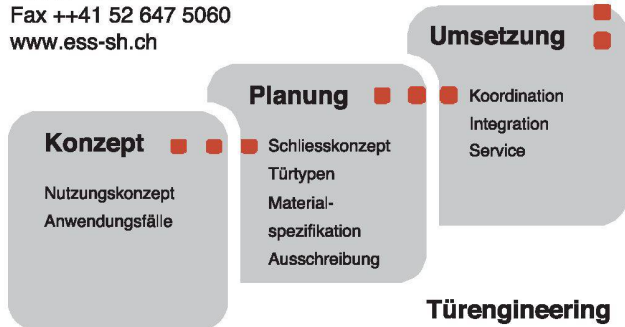 Fax ++41 52 647 5060
www.ess-sh.ch
Konzept
Nutzungskonzept
Anwendungsfälle
Planung
Schliesskonzept
Türtypen
Material-
spezifikation
Ausschreibung
Umsetzung
Koordination
Integration
Service
Türengineering